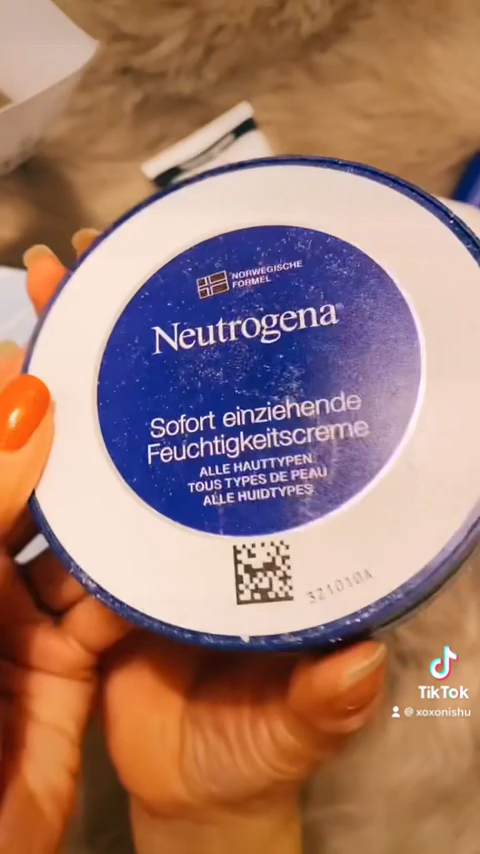 NORWEGISCHE
FORMEL
Neutrogena®
Sofort einziehende
Feuchtigkeitscreme
ALLE HAUTTYPEN
TOUS TYPES DE PEAU
ALLE HUIDTYPES
321010A
TikTok
@ xoxonishu